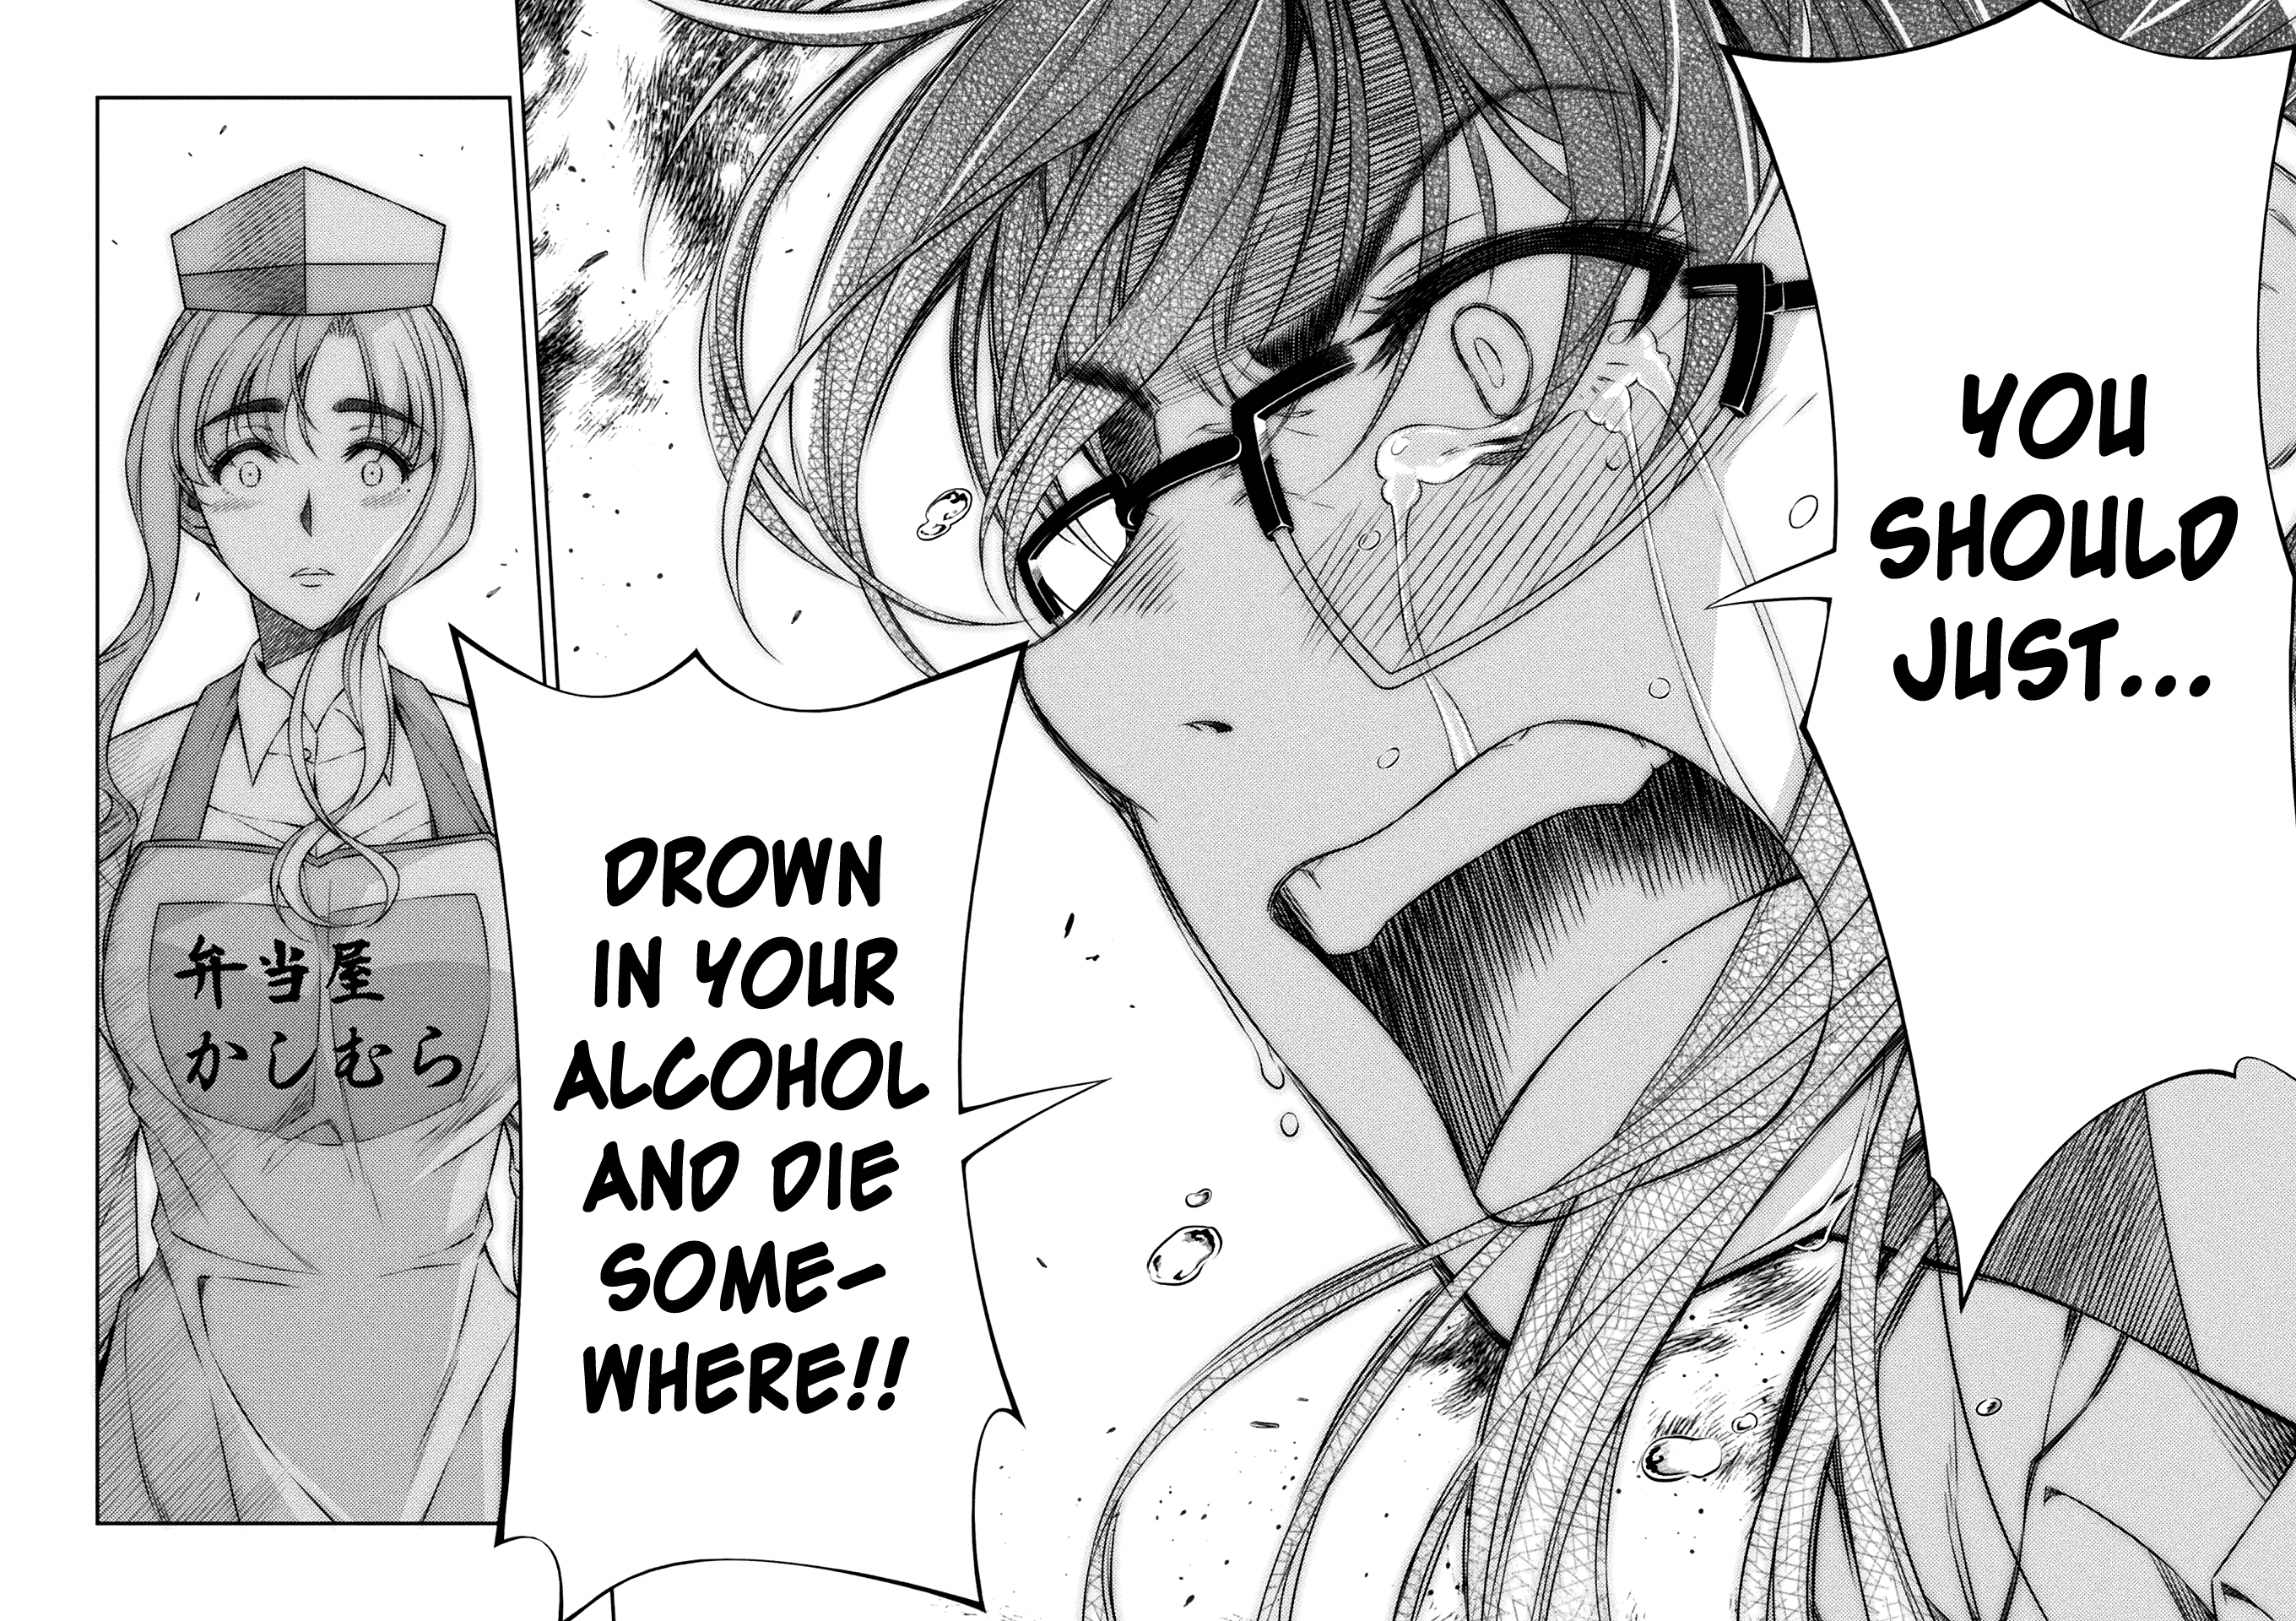 YOU
SHOULD
JUST...
DROWN
IN YOUR
ALCOHOL
AND DIE
SOME-
WHERE!!
弁当屋
かしむら